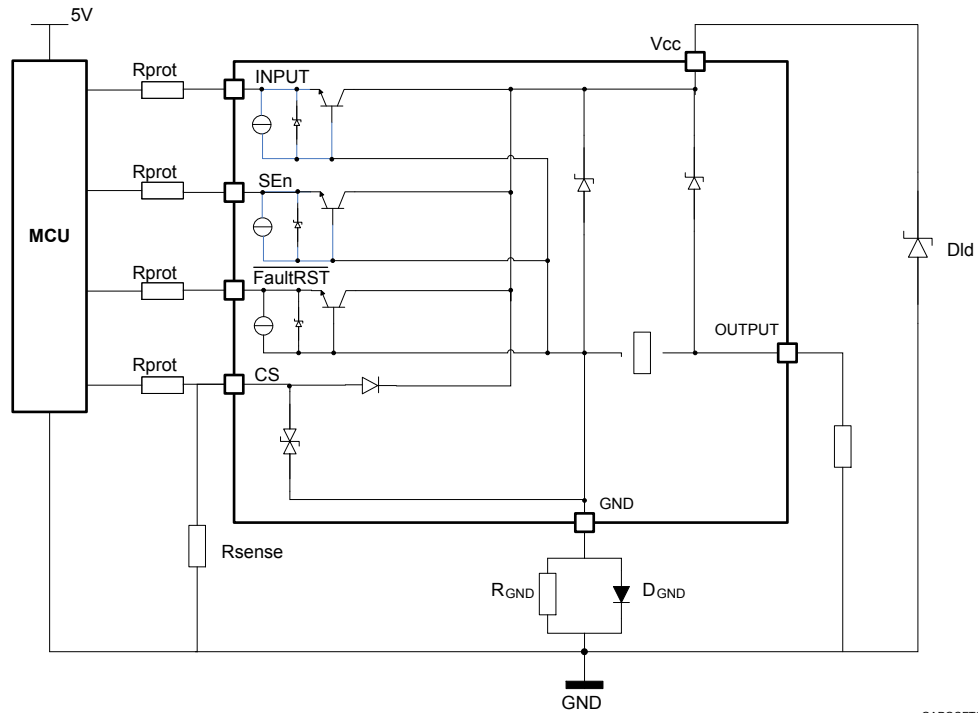 5V
Vcc
Rprot
INPUT
Rprot
SEn
MCU
Dld
Rprot
FaultRST
OUTPUT
Rprot
CS
GND
Rsense
RGND
DGND
GND